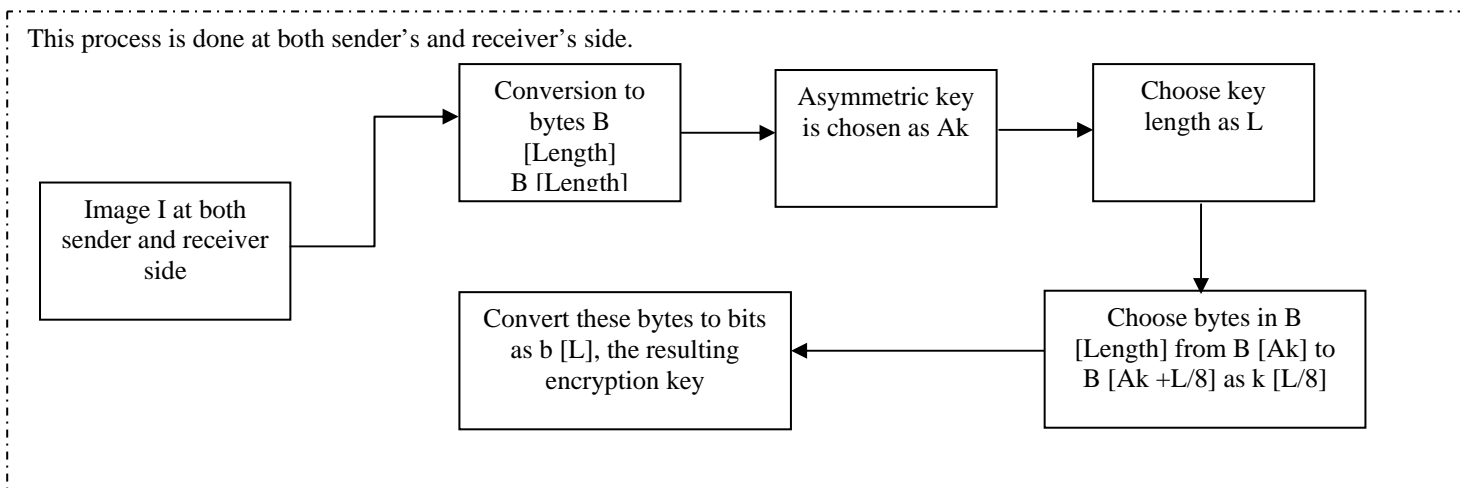 This process is done at both sender's and receiver's side.
Image I at both
sender and receiver
side
Conversion to
bytes B
[Length]
B [Length]
Asymmetric key
is chosen as Ak
Choose key
length as L
Choose bytes in B
[Length] from B [Ak] to
B [Ak +L/8] as k [L/8]
Convert these bytes to bits
as b [L], the resulting
encryption key